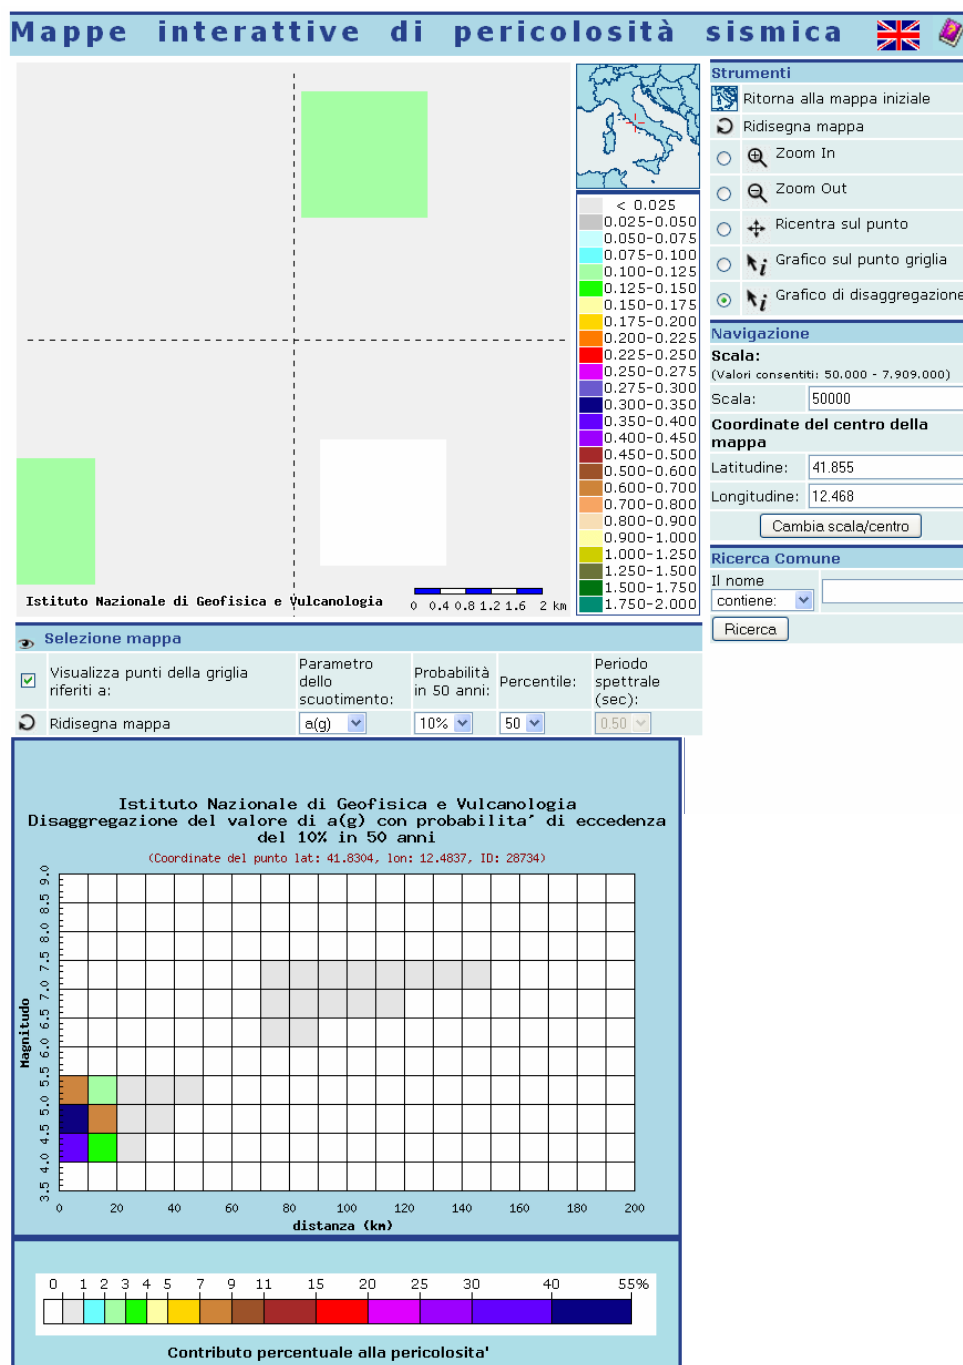 Mappe interattive di pericolosità sismica
Istituto Nazionale di Geofisica e Vulcanologia
0 0.4 0.8 1.2 1.6 2 km
< 0.025
0.025-0.050
0.050-0.075
0.075-0.100
0.100-0.125
0.125-0.150
0.150-0.175
0.175-0.200
0.200-0.225
0.225-0.250
0.250-0.275
0.275-0.300
0.300-0.350
0.350-0.400
0.400-0.450
0.450-0.500
0.500-0.600
0.600-0.700
0.700-0.800
0.800-0.900
0.900-1.000
1.000-1.250
1.250-1.500
1.500-1.750
1.750-2.000
Strumenti
Ritorna alla mappa iniziale
Ridisegna mappa
Zoom In
Zoom Out
Ricentra sul punto
Grafico sul punto griglia
Grafico di disaggregazione
Navigazione
Scala:
(Valori consentiti: 50.000 - 7.909.000)
Scala: 50000
Coordinate del centro della
mappa
Latitudine: 41.855
Longitudine: 12.468
Cambia scala/centro
Ricerca Comune
Il nome
contiene:
Ricerca
Selezione mappa
Visualizza punti della griglia
riferiti a:
Parametro
dello
scuotimento:
Probabilità
in 50 anni:
Percentile:
Periodo
spettrale
(sec):
Ridisegna mappa
a(g)
10%
50
0.50
Istituto Nazionale di Geofisica e Vulcanologia
Disaggregazione del valore di a(g) con probabilita' di eccedenza
del 10% in 50 anni
(Coordinate del punto lat: 41.8304, lon: 12.4837, ID: 28734)
Magnitudo
9.0
8.5
8.0
7.5
7.0
6.5
6.0
5.5
5.0
4.5
4.0
3.5
0 20 40 60 80 100 120 140 160 180 200
distanza (km)
0 1 2 3 4 5 7 9 11 15 20 25 30 40 55%
Contributo percentuale alla pericolosita'